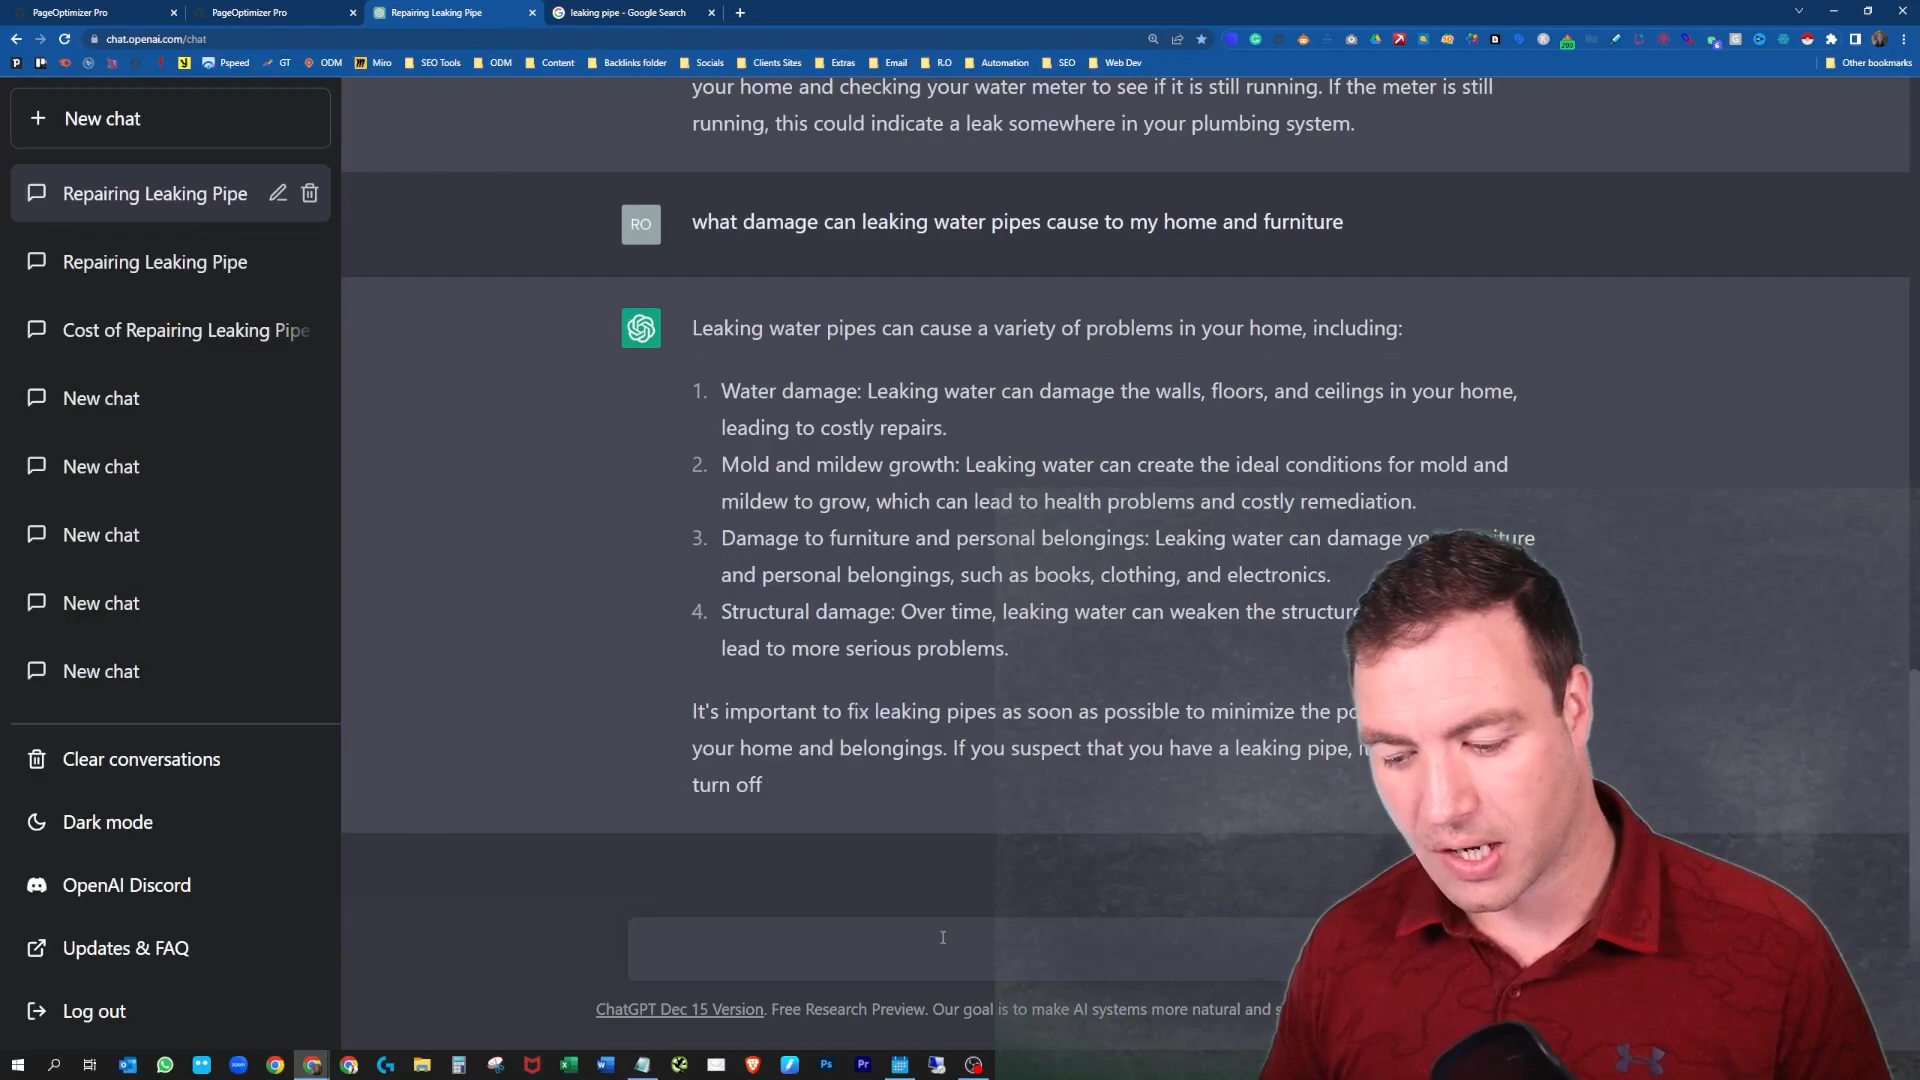 PageOptimizer Pro
PageOptimizer Pro
Repairing Leaking Pipe
leaking pipe - Google Search
chat.openai.com/chat
Pspeed
GT
ODM
Miro
SEO Tools
ODM
Content
Backlinks folder
Socials
Clients Sites
Extras
Email
R.O
Automation
SEO
Web Dev
Other bookmarks
New chat
Repairing Leaking Pipe
Repairing Leaking Pipe
Cost of Repairing Leaking Pipe
New chat
New chat
New chat
New chat
New chat
Clear conversations
Dark mode
OpenAI Discord
Updates & FAQ
Log out
your home and checking your water meter to see if it is still running. If the meter is still
running, this could indicate a leak somewhere in your plumbing system.
RO
what damage can leaking water pipes cause to my home and furniture
Leaking water pipes can cause a variety of problems in your home, including:
1. Water damage: Leaking water can damage the walls, floors, and ceilings in your home,
leading to costly repairs.
2. Mold and mildew growth: Leaking water can create the ideal conditions for mold and
mildew to grow, which can lead to health problems and costly remediation.
3. Damage to furniture and personal belongings: Leaking water can damage
and personal belongings, such as books, clothing, and electronics.
4. Structural damage: Over time, leaking water can weaken the structure
lead to more serious problems.
It's important to fix leaking pipes as soon as possible to minimize the
your home and belongings. If you suspect that you have a leaking pipe,
turn off
ChatGPT Dec 15 Version. Free Research Preview. Our goal is to make AI systems more natural and